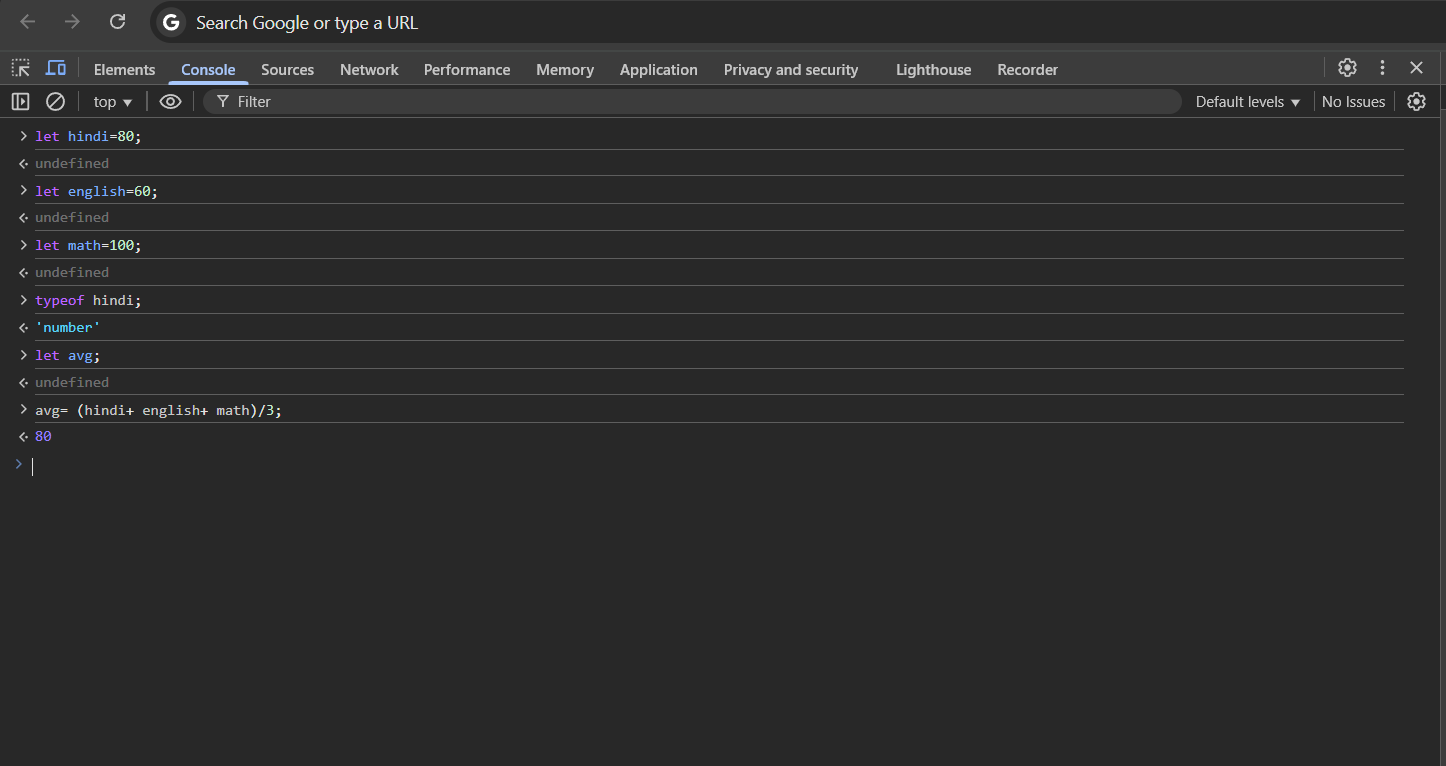 Search Google or type a URL
Elements Console Sources Network Performance Memory Application Privacy and security Lighthouse Recorder
top Filter Default levels No Issues
let hindi=80;
undefined
let english=60;
undefined
let math=100;
undefined
typeof hindi;
'number'
let avg;
undefined
avg= (hindi+ english+ math)/3;
80